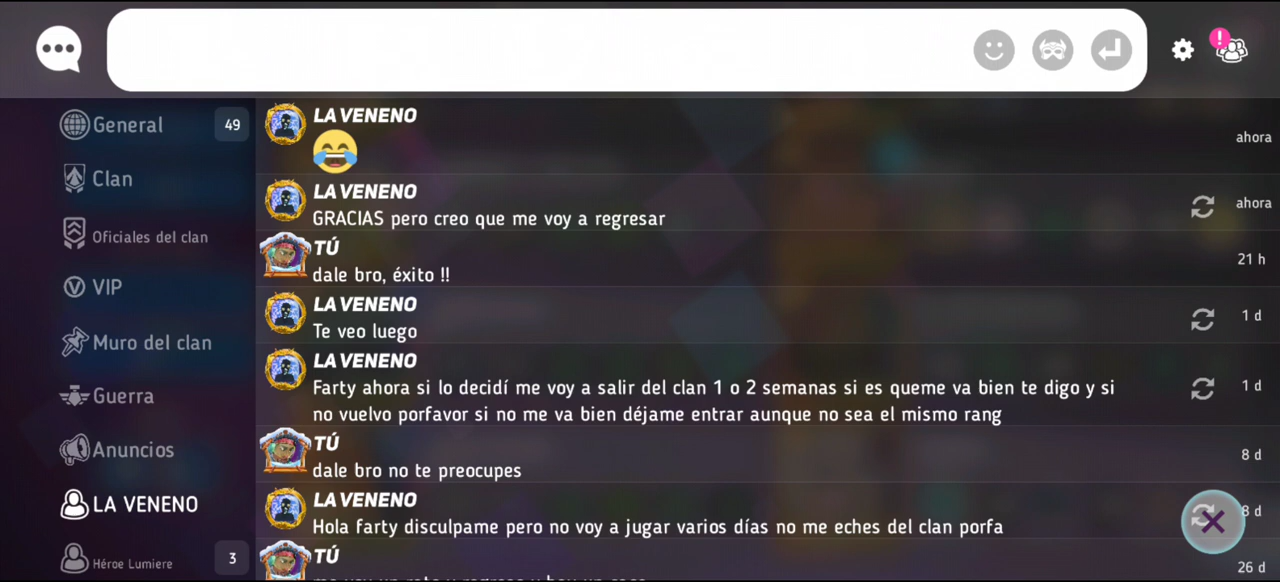 General
49
Clan
Oficiales del clan
VIP
Muro del clan
Guerra
Anuncios
LA VENENO
Héroe Lumiere
3
!
LA VENENO
ahora
LA VENENO
GRACIAS pero creo que me voy a regresar
ahora
TÚ
dale bro, éxito !!
21 h
LA VENENO
Te veo luego
1 d
LA VENENO
Farty ahora si lo decidí me voy a salir del clan 1 o 2 semanas si es queme va bien te digo y si
no vuelvo porfavor si no me va bien déjame entrar aunque no sea el mismo rang
1 d
TÚ
dale bro no te preocupes
8 d
LA VENENO
Hola farty disculpame pero no voy a jugar varios días no me eches del clan porfa
8 d
TÚ
26 d